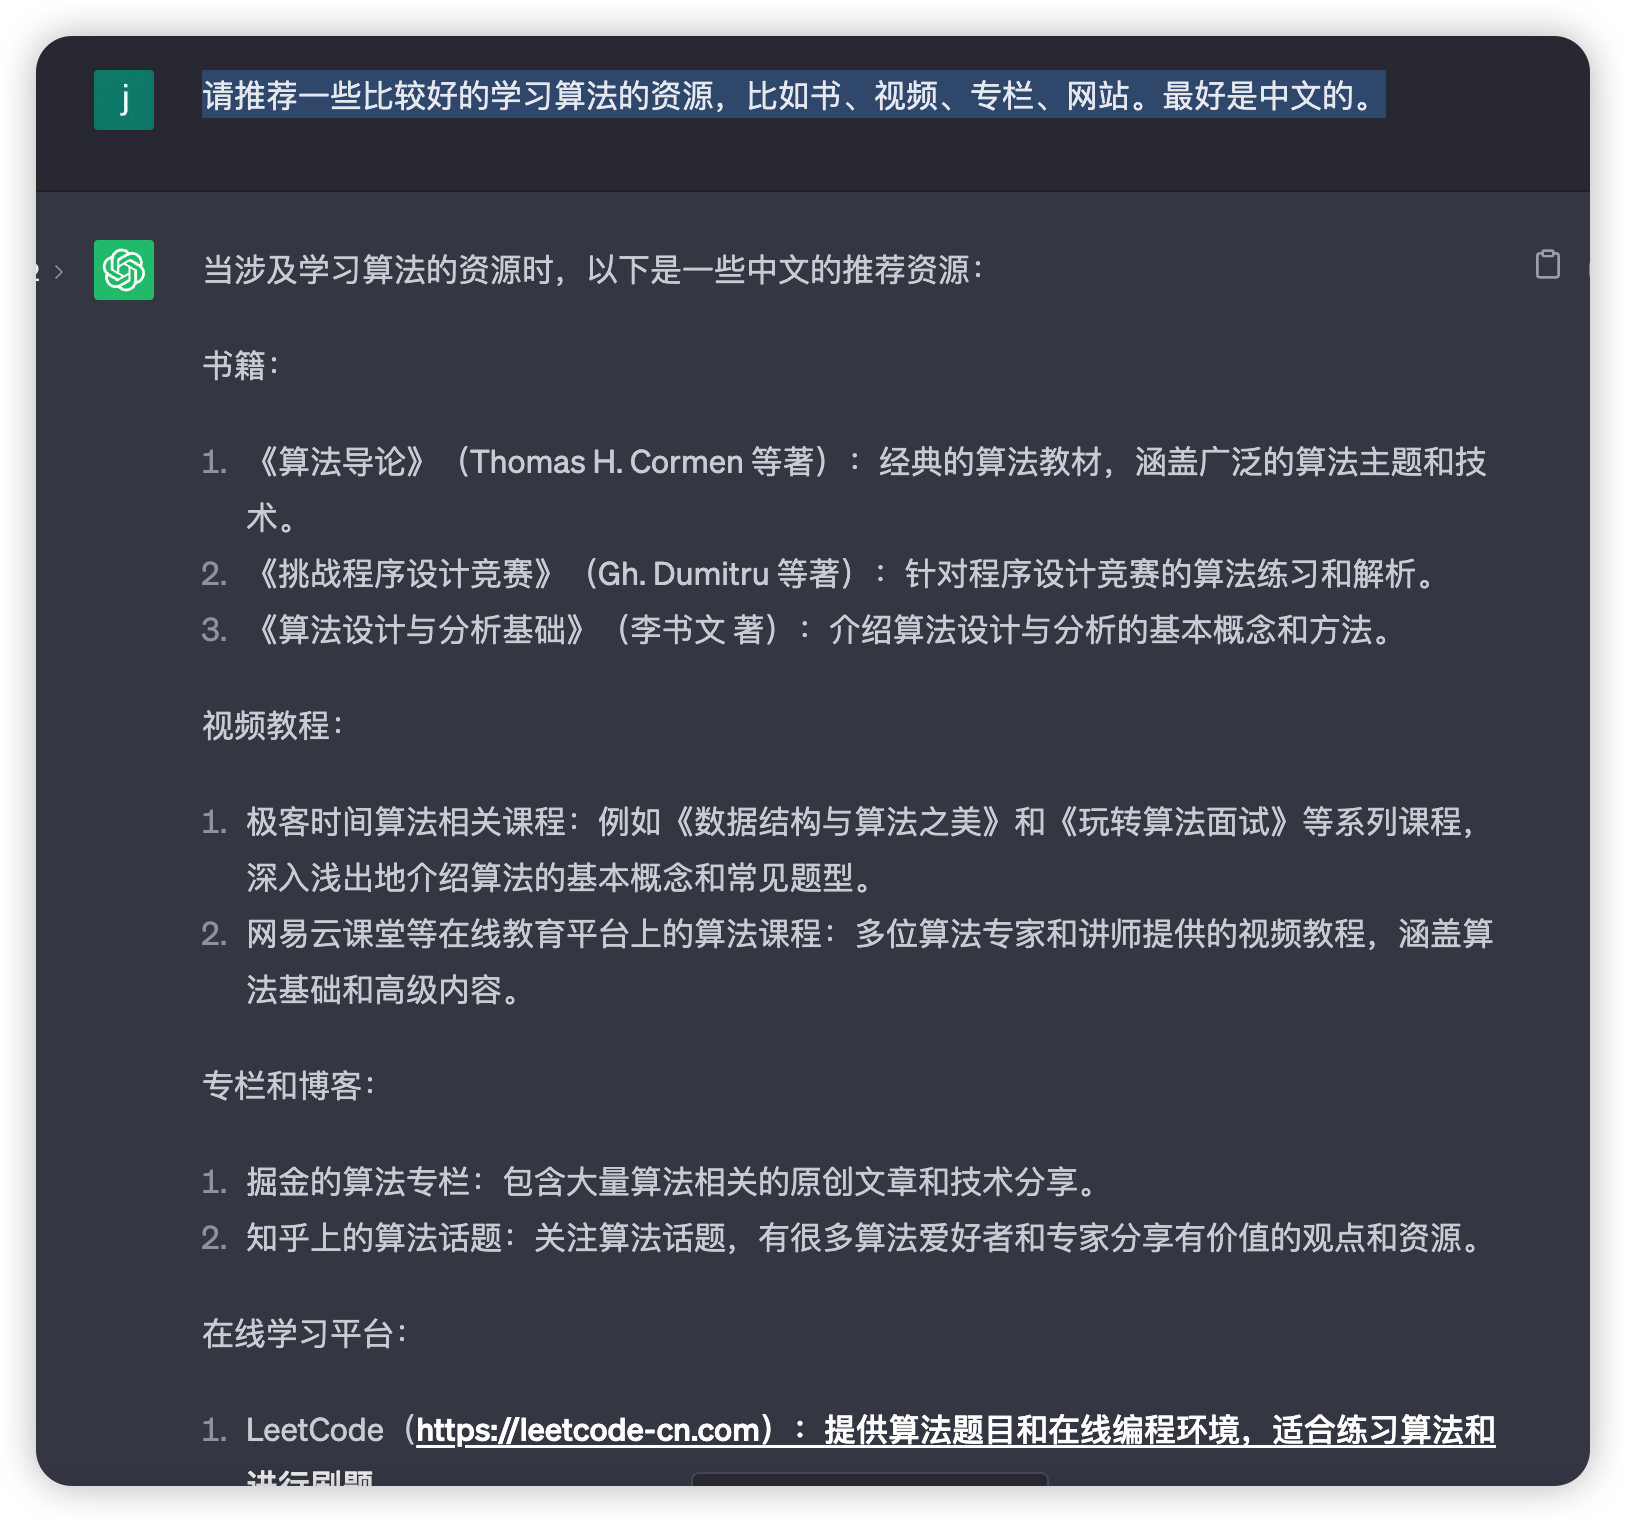 j
请推荐一些比较好的学习算法的资源，比如书、视频、专栏、网站。最好是中文的。
当涉及学习算法的资源时，以下是一些中文的推荐资源：
书籍：
1. 《算法导论》（Thomas H. Cormen 等著）：经典的算法教材，涵盖广泛的算法主题和技
术。
2. 《挑战程序设计竞赛》（Gh. Dumitru 等著）：针对程序设计竞赛的算法练习和解析。
3. 《算法设计与分析基础》（李书文 著）：介绍算法设计与分析的基本概念和方法。
视频教程：
1. 极客时间算法相关课程：例如《数据结构与算法之美》和《玩转算法面试》等系列课程，
深入浅出地介绍算法的基本概念和常见题型。
2. 网易云课堂等在线教育平台上的算法课程：多位算法专家和讲师提供的视频教程，涵盖算
法基础和高级内容。
专栏和博客：
1. 掘金的算法专栏：包含大量算法相关的原创文章和技术分享。
2. 知乎上的算法话题：关注算法话题，有很多算法爱好者和专家分享有价值的观点和资源。
在线学习平台：
1. LeetCode（https://leetcode-cn.com）：提供算法题目和在线编程环境，适合练习算法和
进行刷题